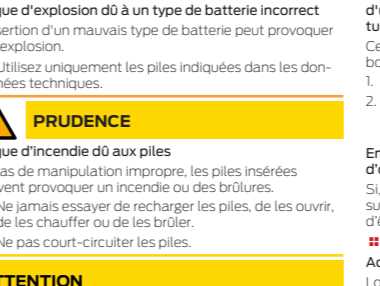 que d'explosion dû à un type de batterie incorrect
sertion d'un mauvais type de batterie peut provoquer
explosion.
Utilisez uniquement les piles indiquées dans les don-
nées techniques.
PRUDENCE
que d'incendie dû aux piles
as de manipulation impropre, les piles insérées
vent provoquer un incendie ou des brûlures.
Ne jamais essayer de recharger les piles, de les ouvrir,
de les chauffer ou de les brûler.
Ne pas court-circuiter les piles.
TTENTION
d'u
tu
Ce
bo
1.
2.
En
d'o
Si,
su
d'ê
Ac